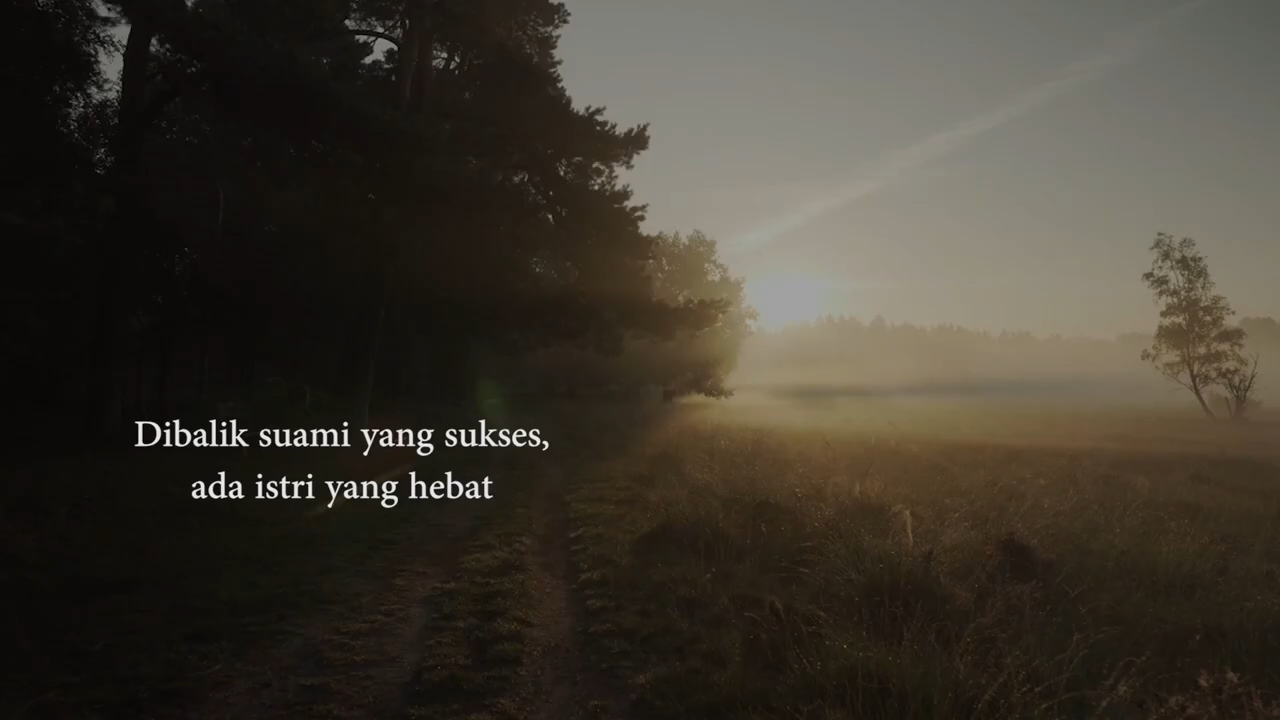 Dibalik suami yang sukses,
ada istri yang hebat